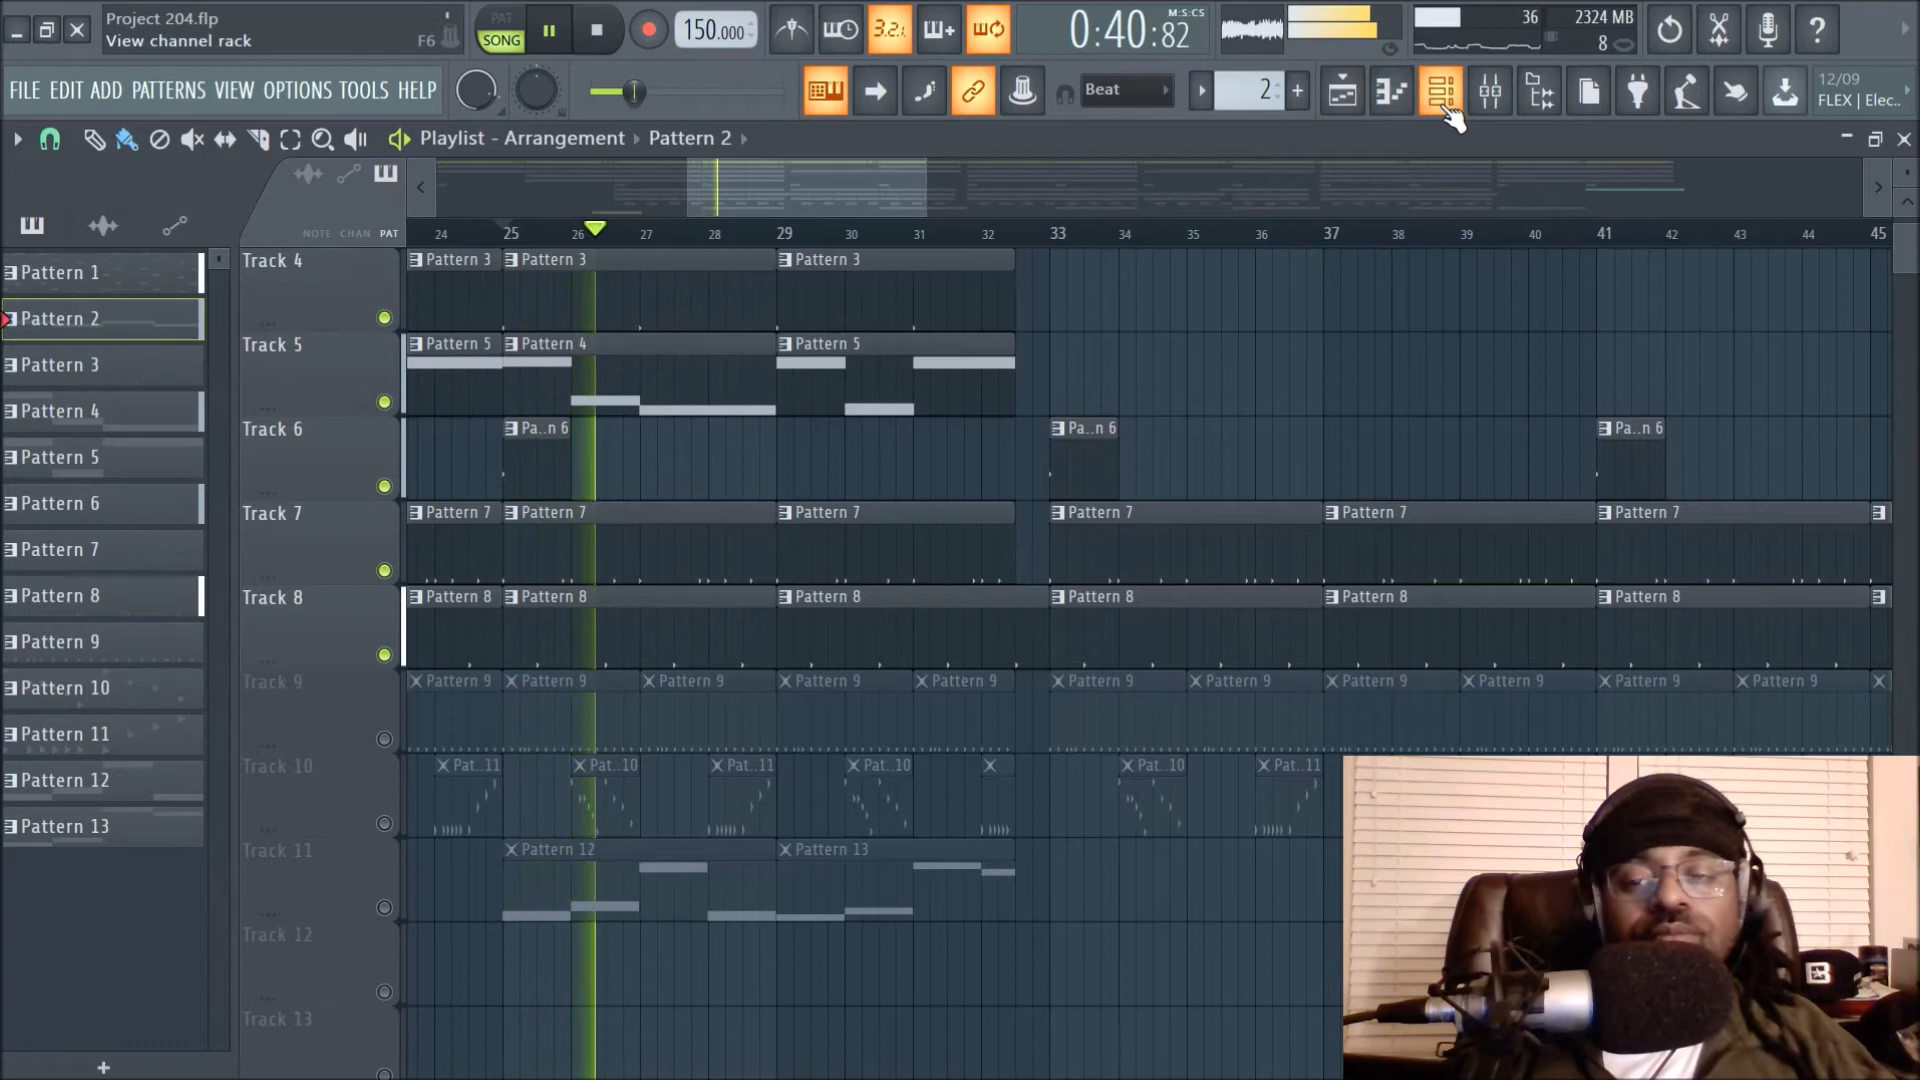 Project 204.flp
View channel rack
F6
PAT
SONG
150.000
3.2.1
M:S:CS
0:40:82
36
2324 MB
8
FILE EDIT ADD PATTERNS VIEW OPTIONS TOOLS HELP
Beat
2
12/09
FLEX | Elec..
Playlist - Arrangement
Pattern 2
NOTE CHAN PAT
24 25 26 27 28 29 30 31 32 33 34 35 36 37 38 39 40 41 42 43 44 45
Pattern 1
Pattern 2
Pattern 3
Pattern 4
Pattern 5
Pattern 6
Pattern 7
Pattern 8
Pattern 9
Pattern 10
Pattern 11
Pattern 12
Pattern 13
Track 4
Pattern 3 Pattern 3 Pattern 3
Track 5
Pattern 5 Pattern 4 Pattern 5
Track 6
Pa..n 6 Pa..n 6 Pa..n 6
Track 7
Pattern 7 Pattern 7 Pattern 7 Pattern 7 Pattern 7 Pattern 7
Track 8
Pattern 8 Pattern 8 Pattern 8 Pattern 8 Pattern 8 Pattern 8
Track 9
Pattern 9 Pattern 9 Pattern 9 Pattern 9 Pattern 9 Pattern 9 Pattern 9 Pattern 9 Pattern 9 Pattern 9 Pattern 9
Track 10
Pat..11 Pat..10 Pat..11 Pat..10 Pat..10 Pat..11
Track 11
Pattern 12 Pattern 13
Track 12
Track 13
B